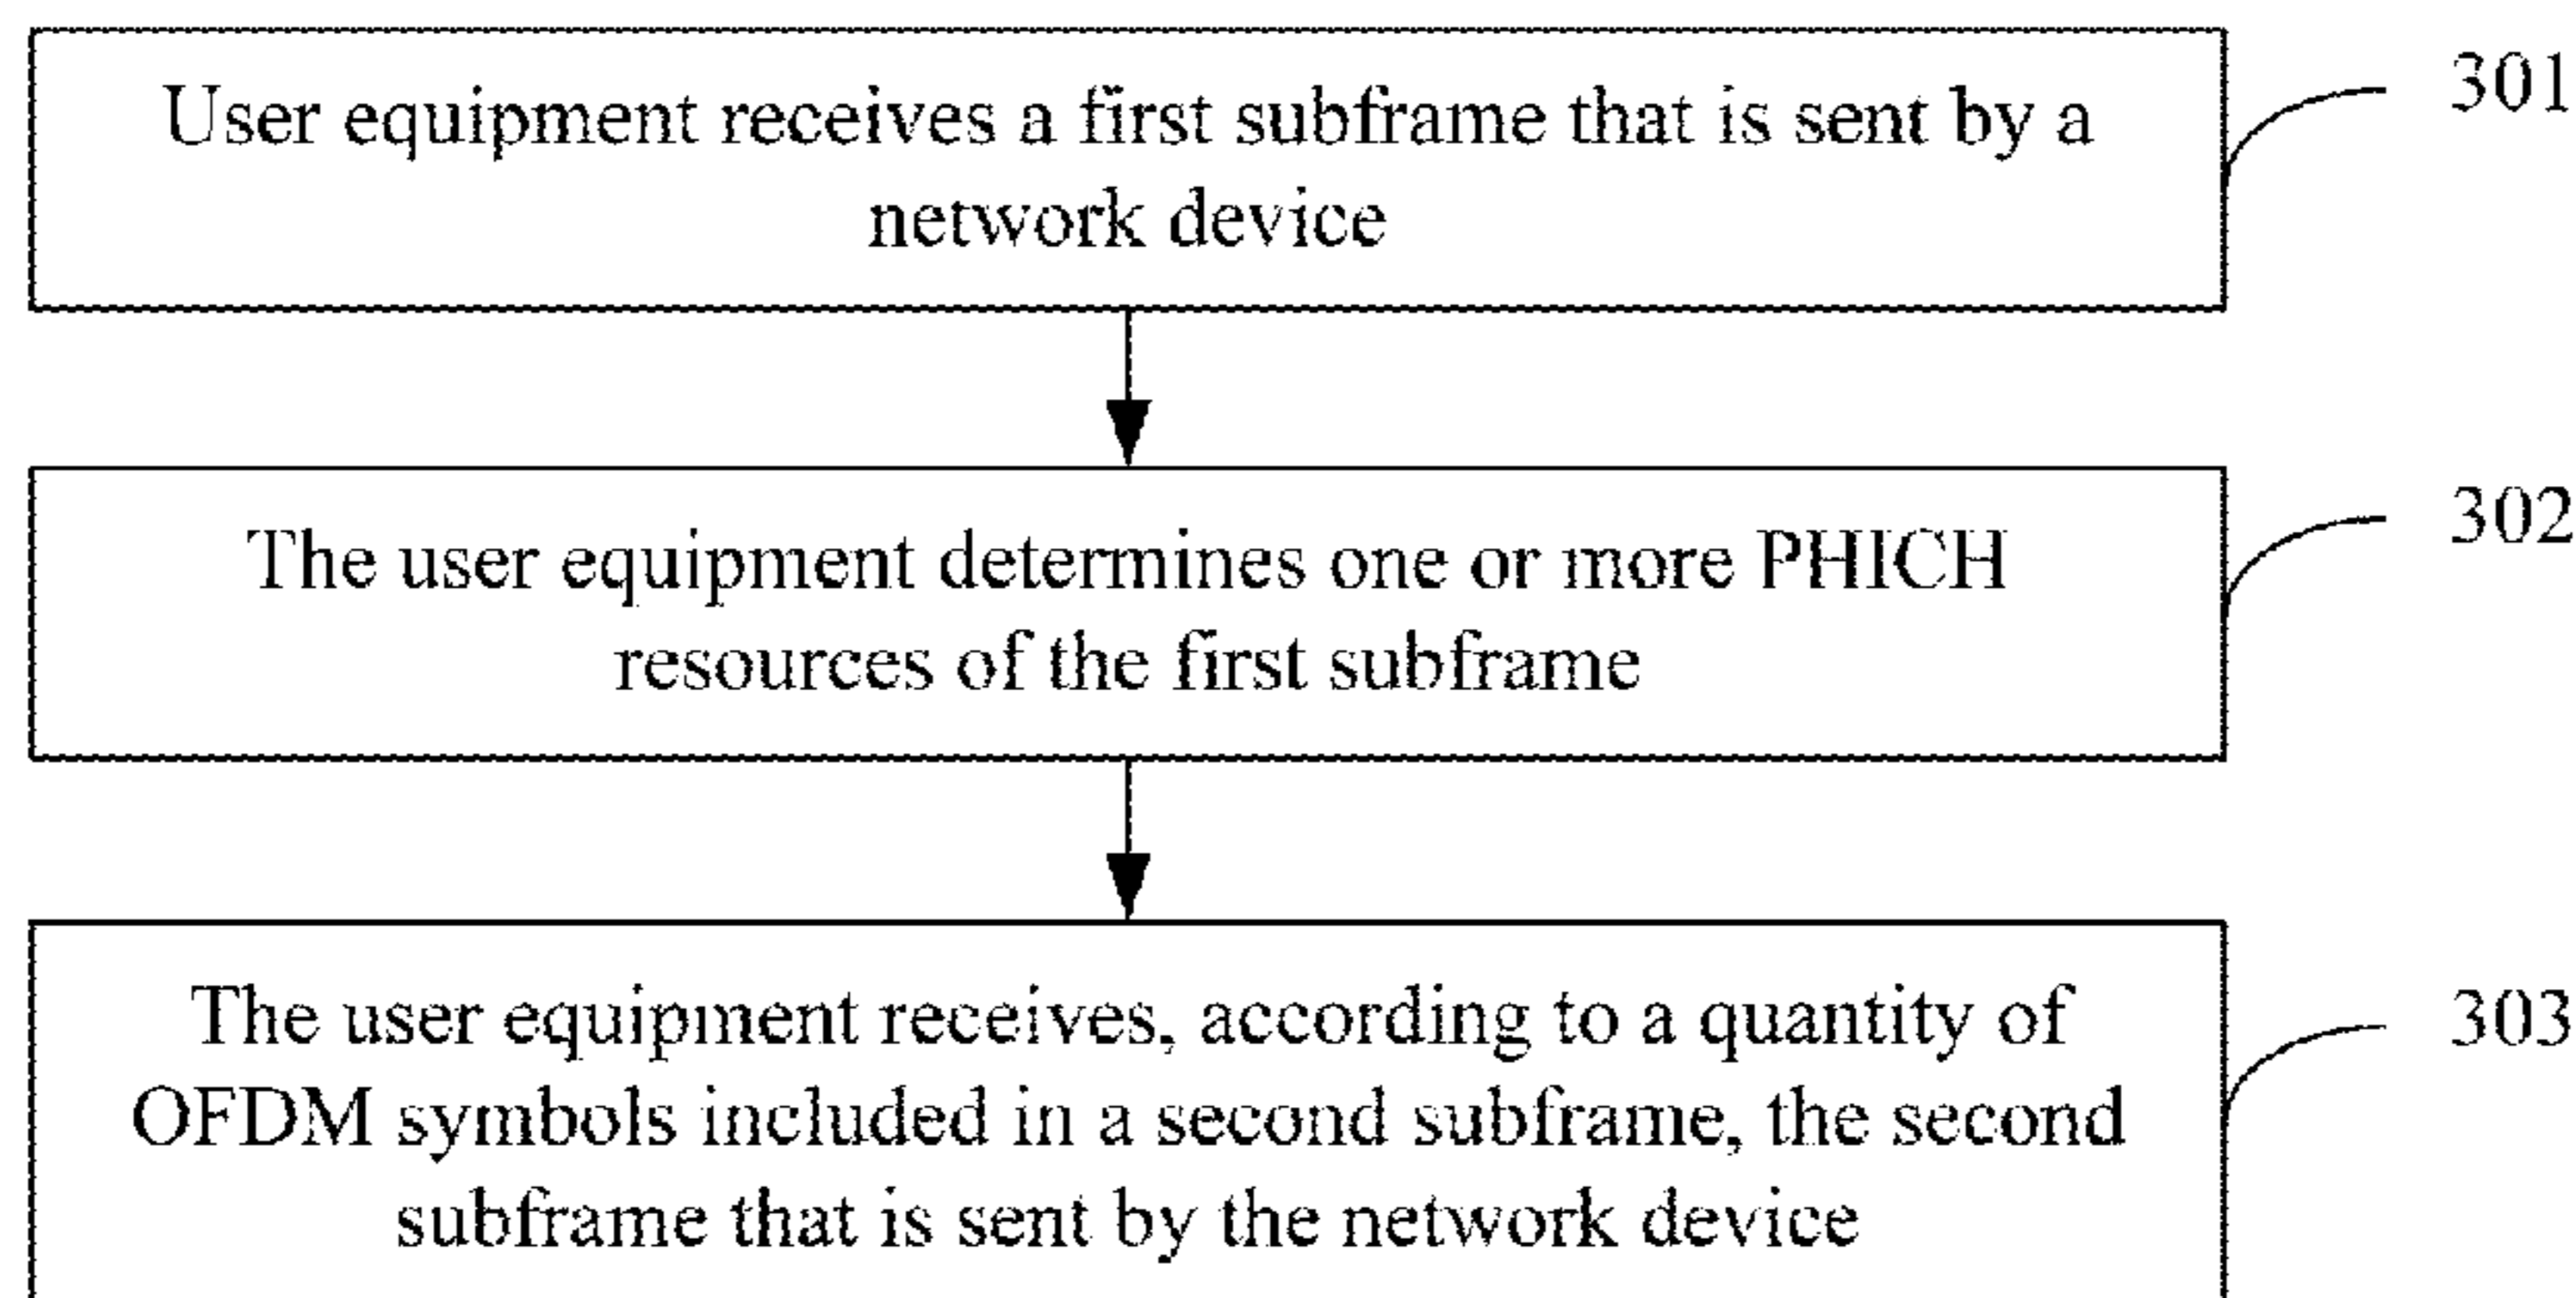 User equipment receives a first subframe that is sent by a
network device
301
The user equipment determines one or more PHICH
resources of the first subframe
302
The user equipment receives, according to a quantity of
OFDM symbols included in a second subframe, the second
subframe that is sent by the network device
303